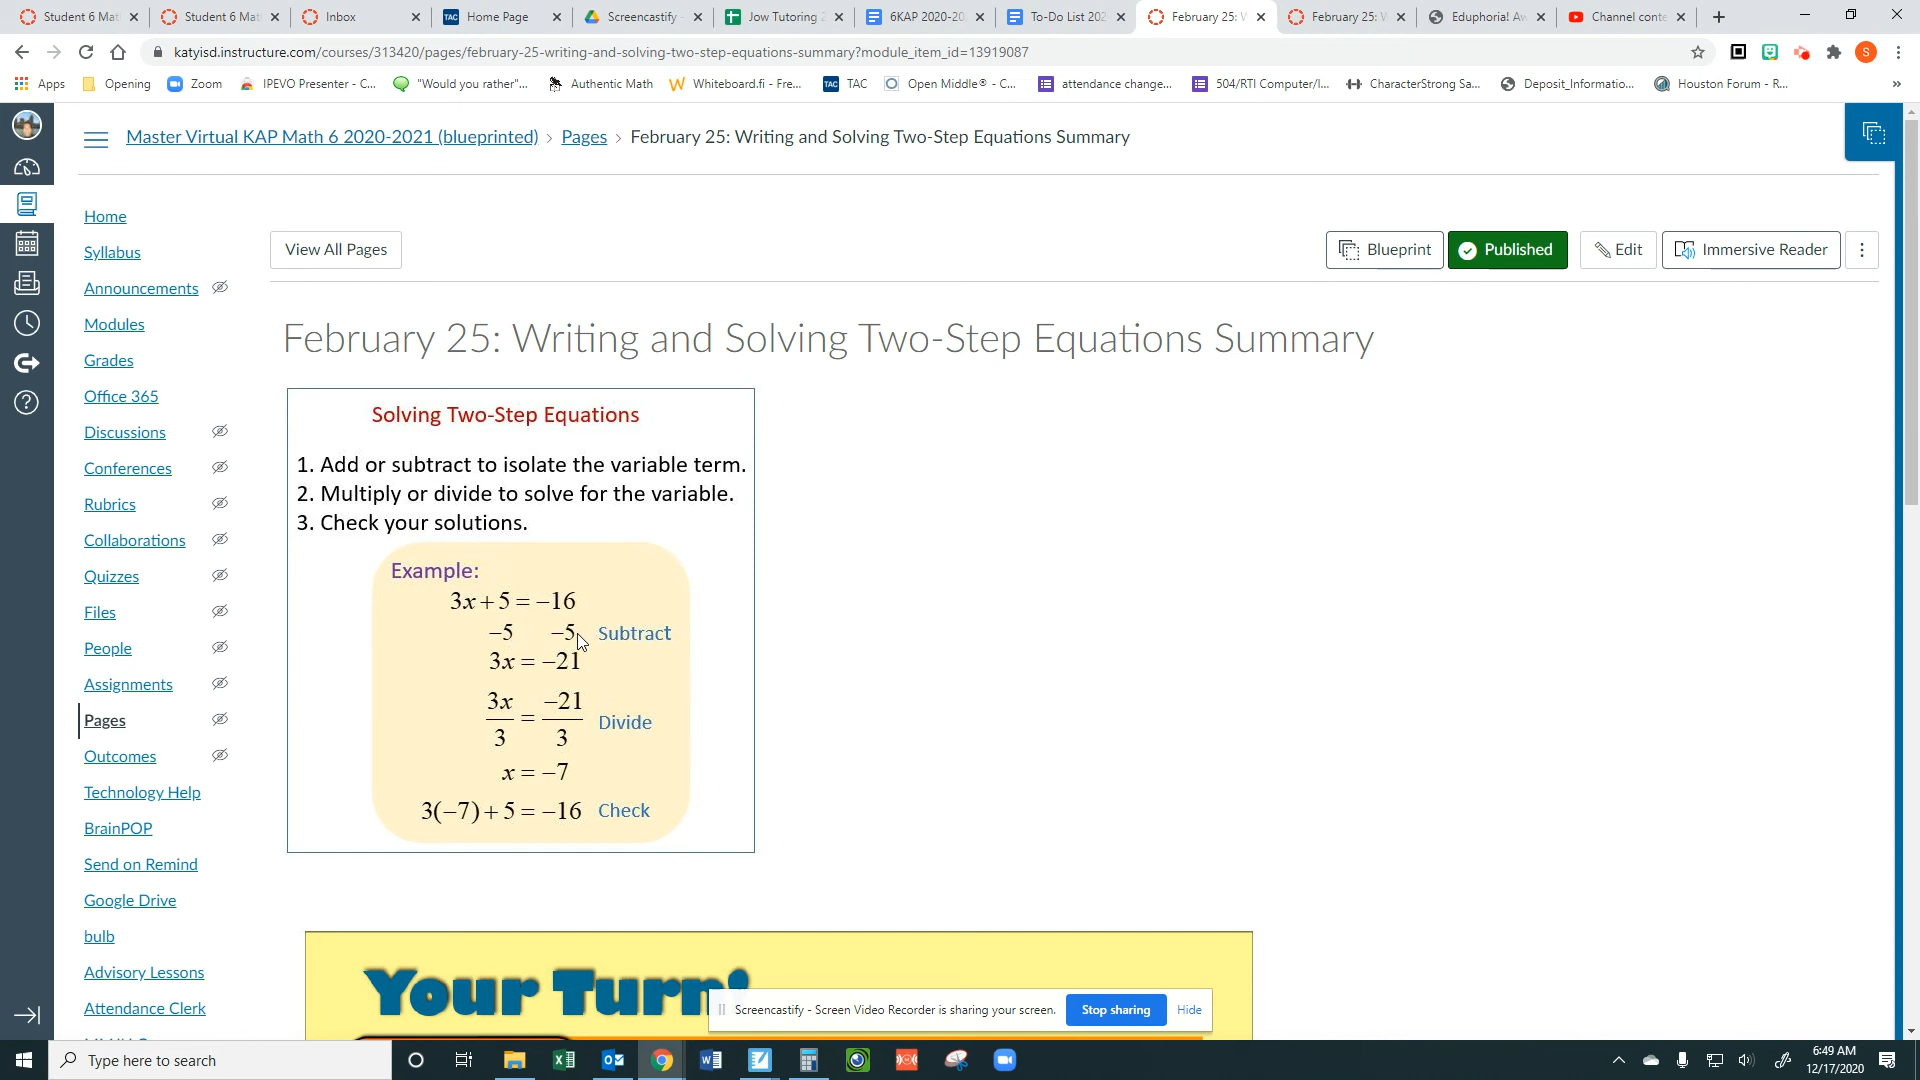 Student 6 Mat
Student 6 Mat
Inbox
Home Page
Screencastify
Jow Tutoring 2
6KAP 2020-20
To-Do List 202
February 25: W
February 25: W
Eduphoria! Aw
Channel conte
katyisd.instructure.com/courses/313420/pages/february-25-writing-and-solving-two-step-equations-summary?module_item_id=13919087
Apps
Opening
Zoom
IPEVO Presenter - C...
"Would you rather"...
Authentic Math
Whiteboard.fi - Fre...
TAC
Open Middle® - C...
attendance change...
504/RTI Computer/I...
CharacterStrong Sa...
Deposit_Informatio...
Houston Forum - R...
Master Virtual KAP Math 6 2020-2021 (blueprinted) › Pages › February 25: Writing and Solving Two-Step Equations Summary
Home
Syllabus
Announcements
Modules
Grades
Office 365
Discussions
Conferences
Rubrics
Collaborations
Quizzes
Files
People
Assignments
Pages
Outcomes
Technology Help
BrainPOP
Send on Remind
Google Drive
bulb
Advisory Lessons
Attendance Clerk
View All Pages
Blueprint
Published
Edit
Immersive Reader
February 25: Writing and Solving Two-Step Equations Summary
Solving Two-Step Equations
1. Add or subtract to isolate the variable term.
2. Multiply or divide to solve for the variable.
3. Check your solutions.
Example:
3x + 5 = −16
−5 −5 Subtract
3x = −21
3x/3 = −21/3 Divide
x = −7
3(−7) + 5 = −16 Check
Your Turn!
Screencastify - Screen Video Recorder is sharing your screen.
Stop sharing
Hide
Type here to search
6:49 AM
12/17/2020